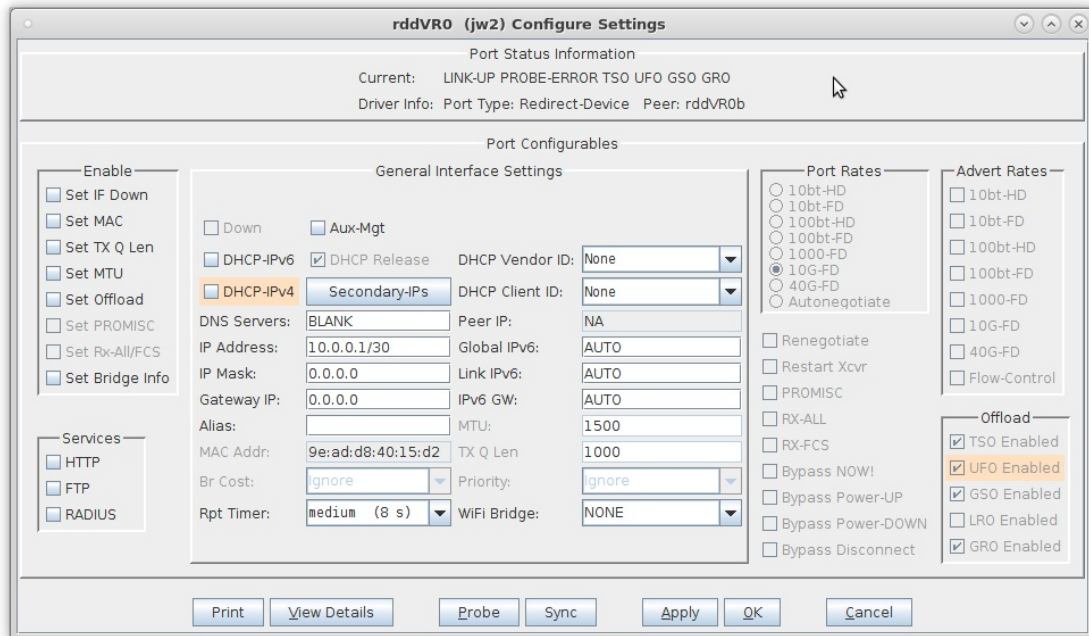 rddVR0 (jw2) Configure Settings
Port Status Information
Current: LINK-UP PROBE-ERROR TSO UFO GSO GRO
Driver Info: Port Type: Redirect-Device Peer: rddVR0b
Port Configurables
Enable
Set IF Down
Set MAC
Set TX Q Len
Set MTU
Set Offload
Set PROMISC
Set Rx-All/FCS
Set Bridge Info
Services
HTTP
FTP
RADIUS
General Interface Settings
Down Aux-Mgt
DHCP-IPv6 DHCP Release DHCP Vendor ID: None
DHCP-IPv4 Secondary-IPs DHCP Client ID: None
DNS Servers: BLANK Peer IP: NA
IP Address: 10.0.0.1/30 Global IPv6: AUTO
IP Mask: 0.0.0.0 Link IPv6: AUTO
Gateway IP: 0.0.0.0 IPv6 GW: AUTO
Alias: MTU: 1500
MAC Addr: 9e:ad:d8:40:15:d2 TX Q Len 1000
Br Cost: Ignore Priority: Ignore
Rpt Timer: medium (8 s) WiFi Bridge: NONE
Port Rates
10bt-HD
10bt-FD
100bt-HD
100bt-FD
1000-FD
10G-FD
40G-FD
Autonegotiate
Renegotiate
Restart Xcvr
PROMISC
RX-ALL
RX-FCS
Bypass NOW!
Bypass Power-UP
Bypass Power-DOWN
Bypass Disconnect
Advert Rates
10bt-HD
10bt-FD
100bt-HD
100bt-FD
1000-FD
10G-FD
40G-FD
Flow-Control
Offload
TSO Enabled
UFO Enabled
GSO Enabled
LRO Enabled
GRO Enabled
Print View Details Probe Sync Apply OK Cancel